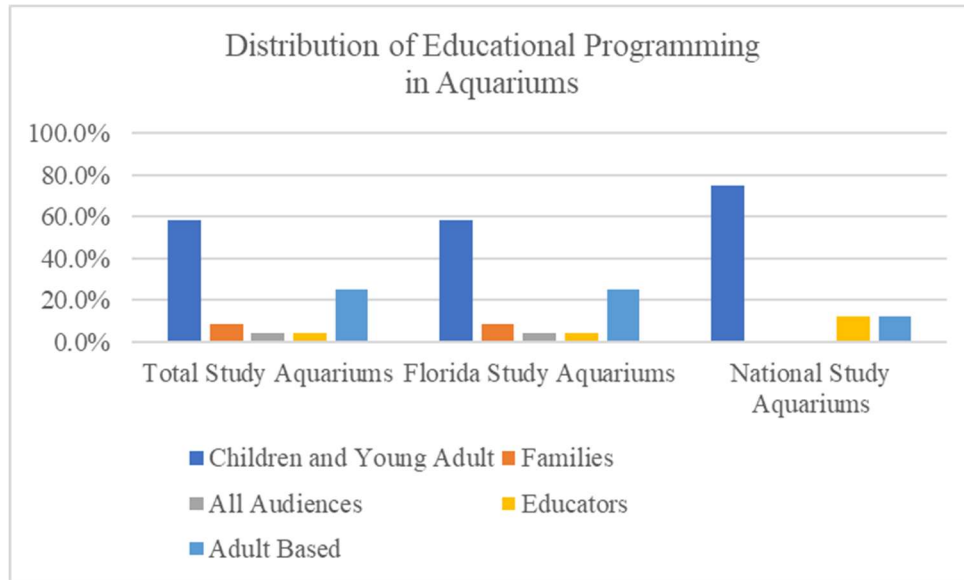 Distribution of Educational Programming
in Aquariums
100.0%
80.0%
60.0%
40.0%
20.0%
0.0%
Total Study Aquariums Florida Study Aquariums National Study
Aquariums
Children and Young Adult Families
All Audiences Educators
Adult Based